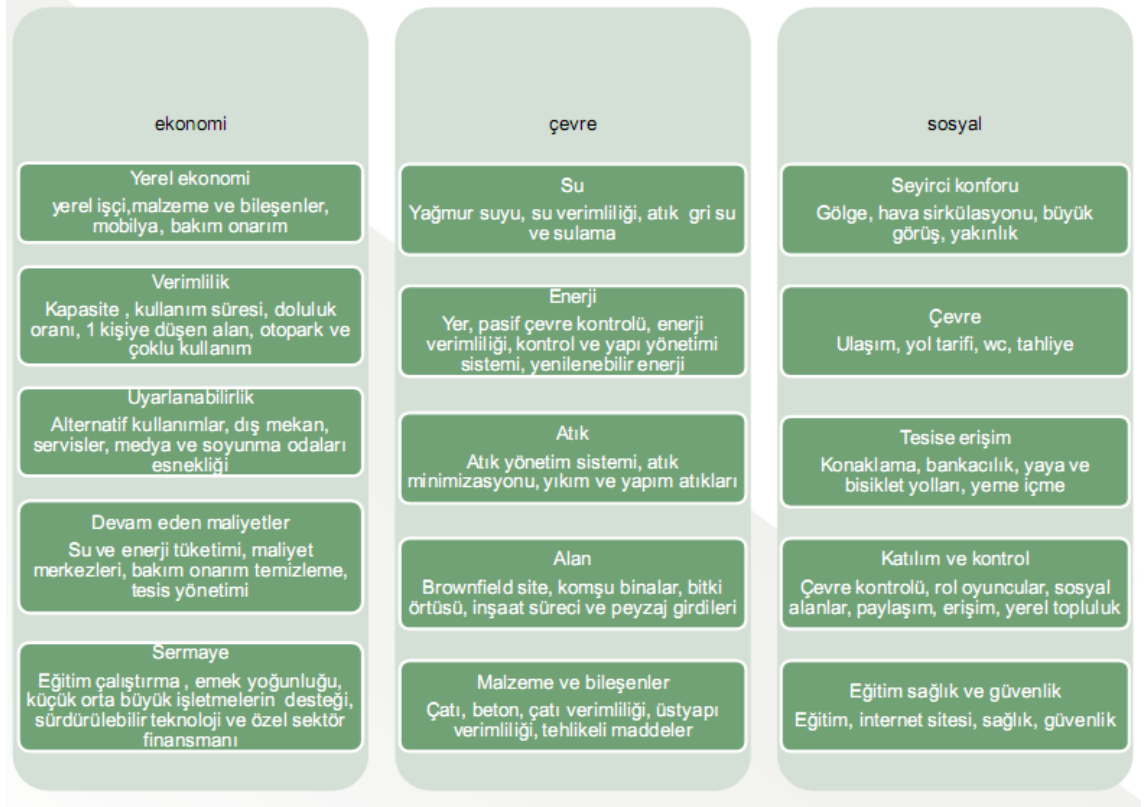 ekonomi
Yerel ekonomi
yerel işçi,malzeme ve bileşenler,
mobilya, bakım onarım
Verimlilik
Kapasite , kullanım süresi, doluluk
oranı, 1 kişiye düşen alan, otopark ve
çoklu kullanım
Uyarlanabilirlik
Alternatif kullanımlar, dış mekan,
servisler, medya ve soyunma odaları
esnekliği
Devam eden maliyetler
Su ve enerji tüketimi, maliyet
merkezleri, bakım onarım temizleme,
tesis yönetimi
Sermaye
Eğitim çalıştırma , emek yoğunluğu,
küçük orta büyük işletmelerin desteği,
sürdürülebilir teknoloji ve özel sektör
finansmanı
çevre
Su
Yağmur suyu, su verimliliği, atık gri su
ve sulama
Enerji
Yer, pasif çevre kontrolü, enerji
verimliliği, kontrol ve yapı yönetimi
sistemi, yenilenebilir enerji
Atık
Atık yönetim sistemi, atık
minimizasyonu, yıkım ve yapım atıkları
Alan
Brownfield site, komşu binalar, bitki
örtüsü, inşaat süreci ve peyzaj girdileri
Malzeme ve bileşenler
Çatı, beton, çatı verimliliği, üstyapı
verimliliği, tehlikeli maddeler
sosyal
Seyirci konforu
Gölge, hava sirkülasyonu, büyük
görüş, yakınlık
Çevre
Ulaşım, yol tarifi, wc, tahliye
Tesise erişim
Konaklama, bankacılık, yaya ve
bisiklet yolları, yeme içme
Katılım ve kontrol
Çevre kontrolü, rol oyuncular, sosyal
alanlar, paylaşım, erişim, yerel topluluk
Eğitim sağlık ve güvenlik
Eğitim, internet sitesi, sağlık, güvenlik